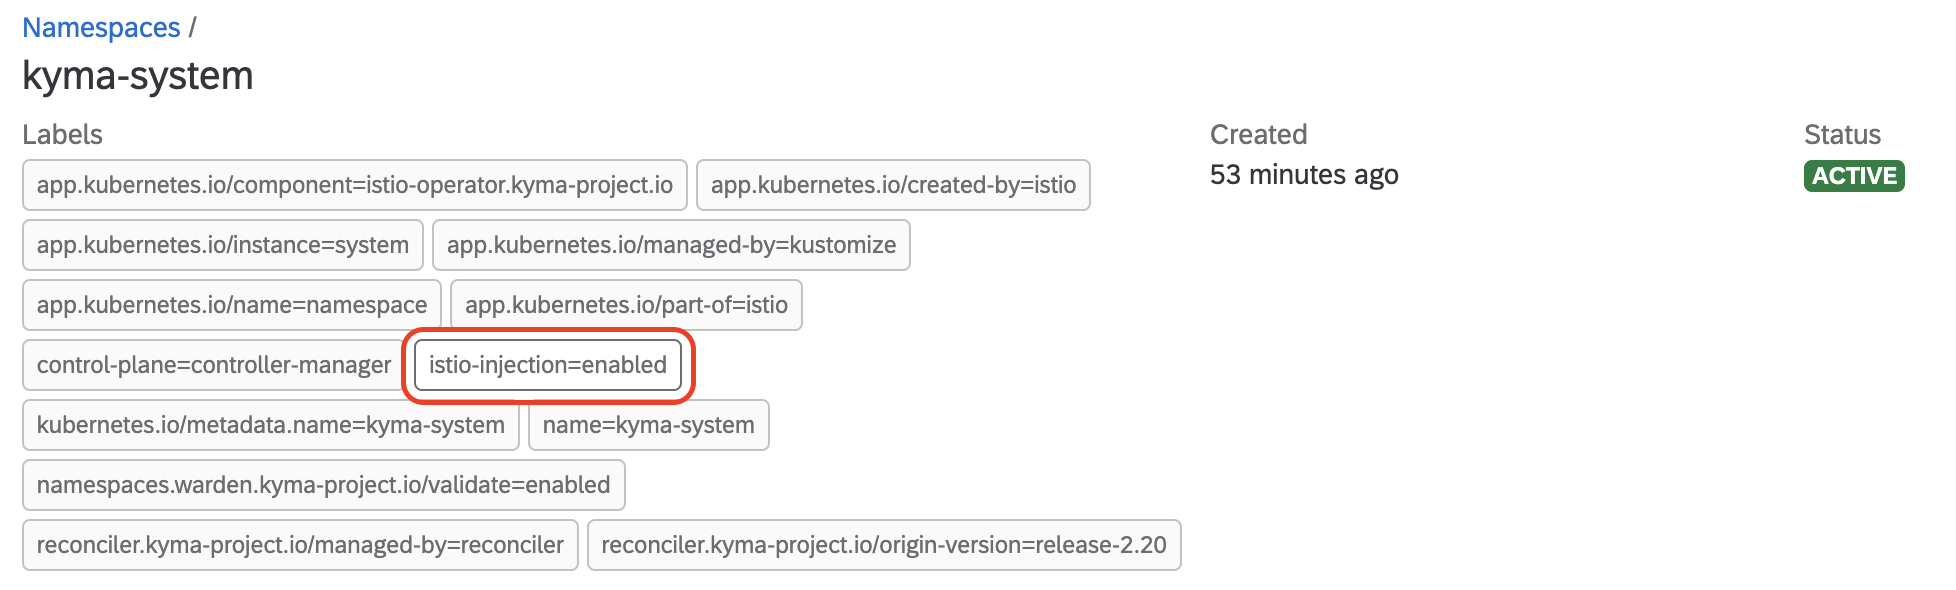 Namespaces /
kyma-system
Labels
Created
Status
app.kubernetes.io/component=istio-operator.kyma-project.io app.kubernetes.io/created-by=istio
53 minutes ago
ACTIVE
app.kubernetes.io/instance=system app.kubernetes.io/managed-by=kustomize
app.kubernetes.io/name=namespace app.kubernetes.io/part-of=istio
control-plane=controller-manager istio-injection=enabled
kubernetes.io/metadata.name=kyma-system name=kyma-system
namespaces.warden.kyma-project.io/validate=enabled
reconciler.kyma-project.io/managed-by=reconciler reconciler.kyma-project.io/origin-version=release-2.20